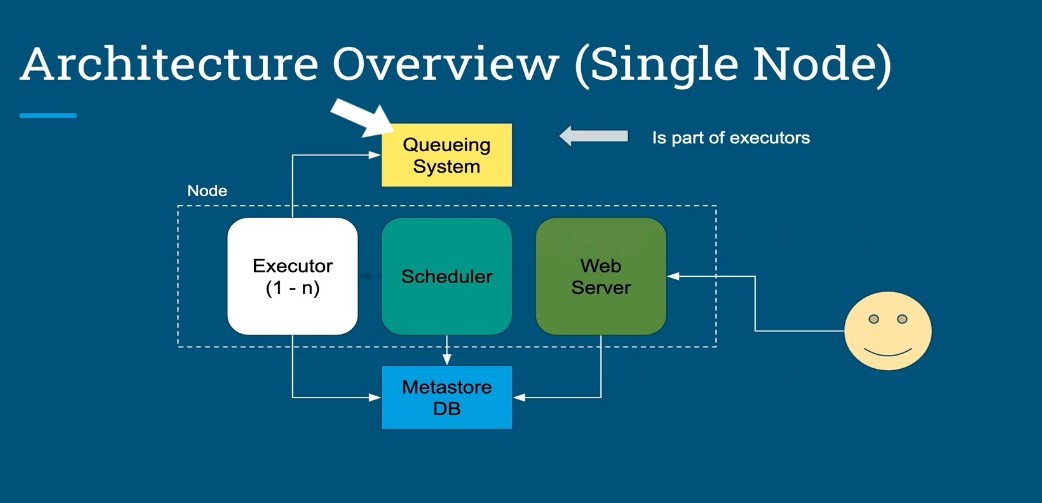 Architecture Overview (Single Node)
Queueing
System
Is part of executors
Node
Executor
(1 - n)
Scheduler
Web
Server
Metastore
DB